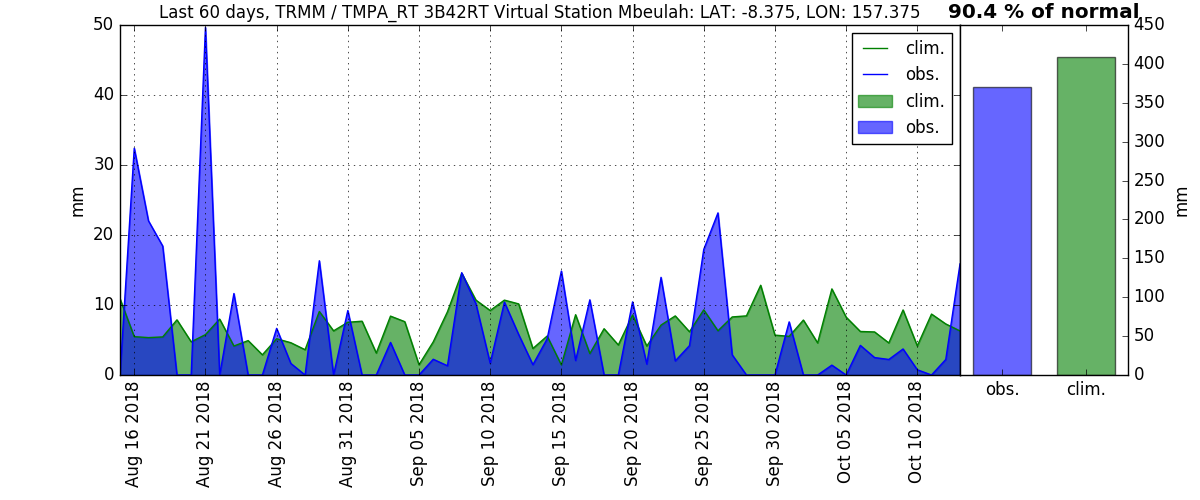 Last 60 days, TRMM / TMPA_RT 3B42RT Virtual Station Mbeulah: LAT: -8.375, LON: 157.375
90.4 % of normal
50
40
30
20
10
0
mm
clim.
obs.
clim.
obs.
450
400
350
300
250
200
150
100
50
0
mm
obs.
clim.
Aug 16 2018
Aug 21 2018
Aug 26 2018
Aug 31 2018
Sep 05 2018
Sep 10 2018
Sep 15 2018
Sep 20 2018
Sep 25 2018
Sep 30 2018
Oct 05 2018
Oct 10 2018